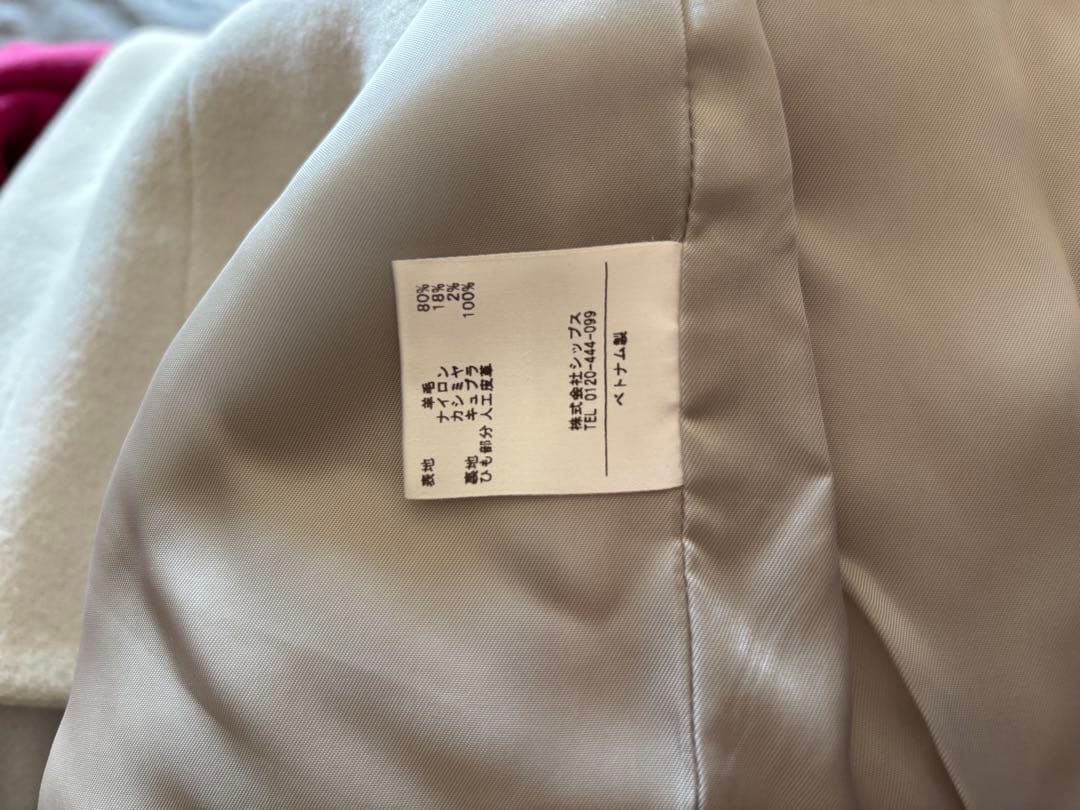 表地 羊毛 80%
ナイロン 18%
カシミヤ 2%
裏地 キュプラ 100%
ひも部分 人工皮革
株式会社シップス
TEL 0120-444-099
ベトナム製